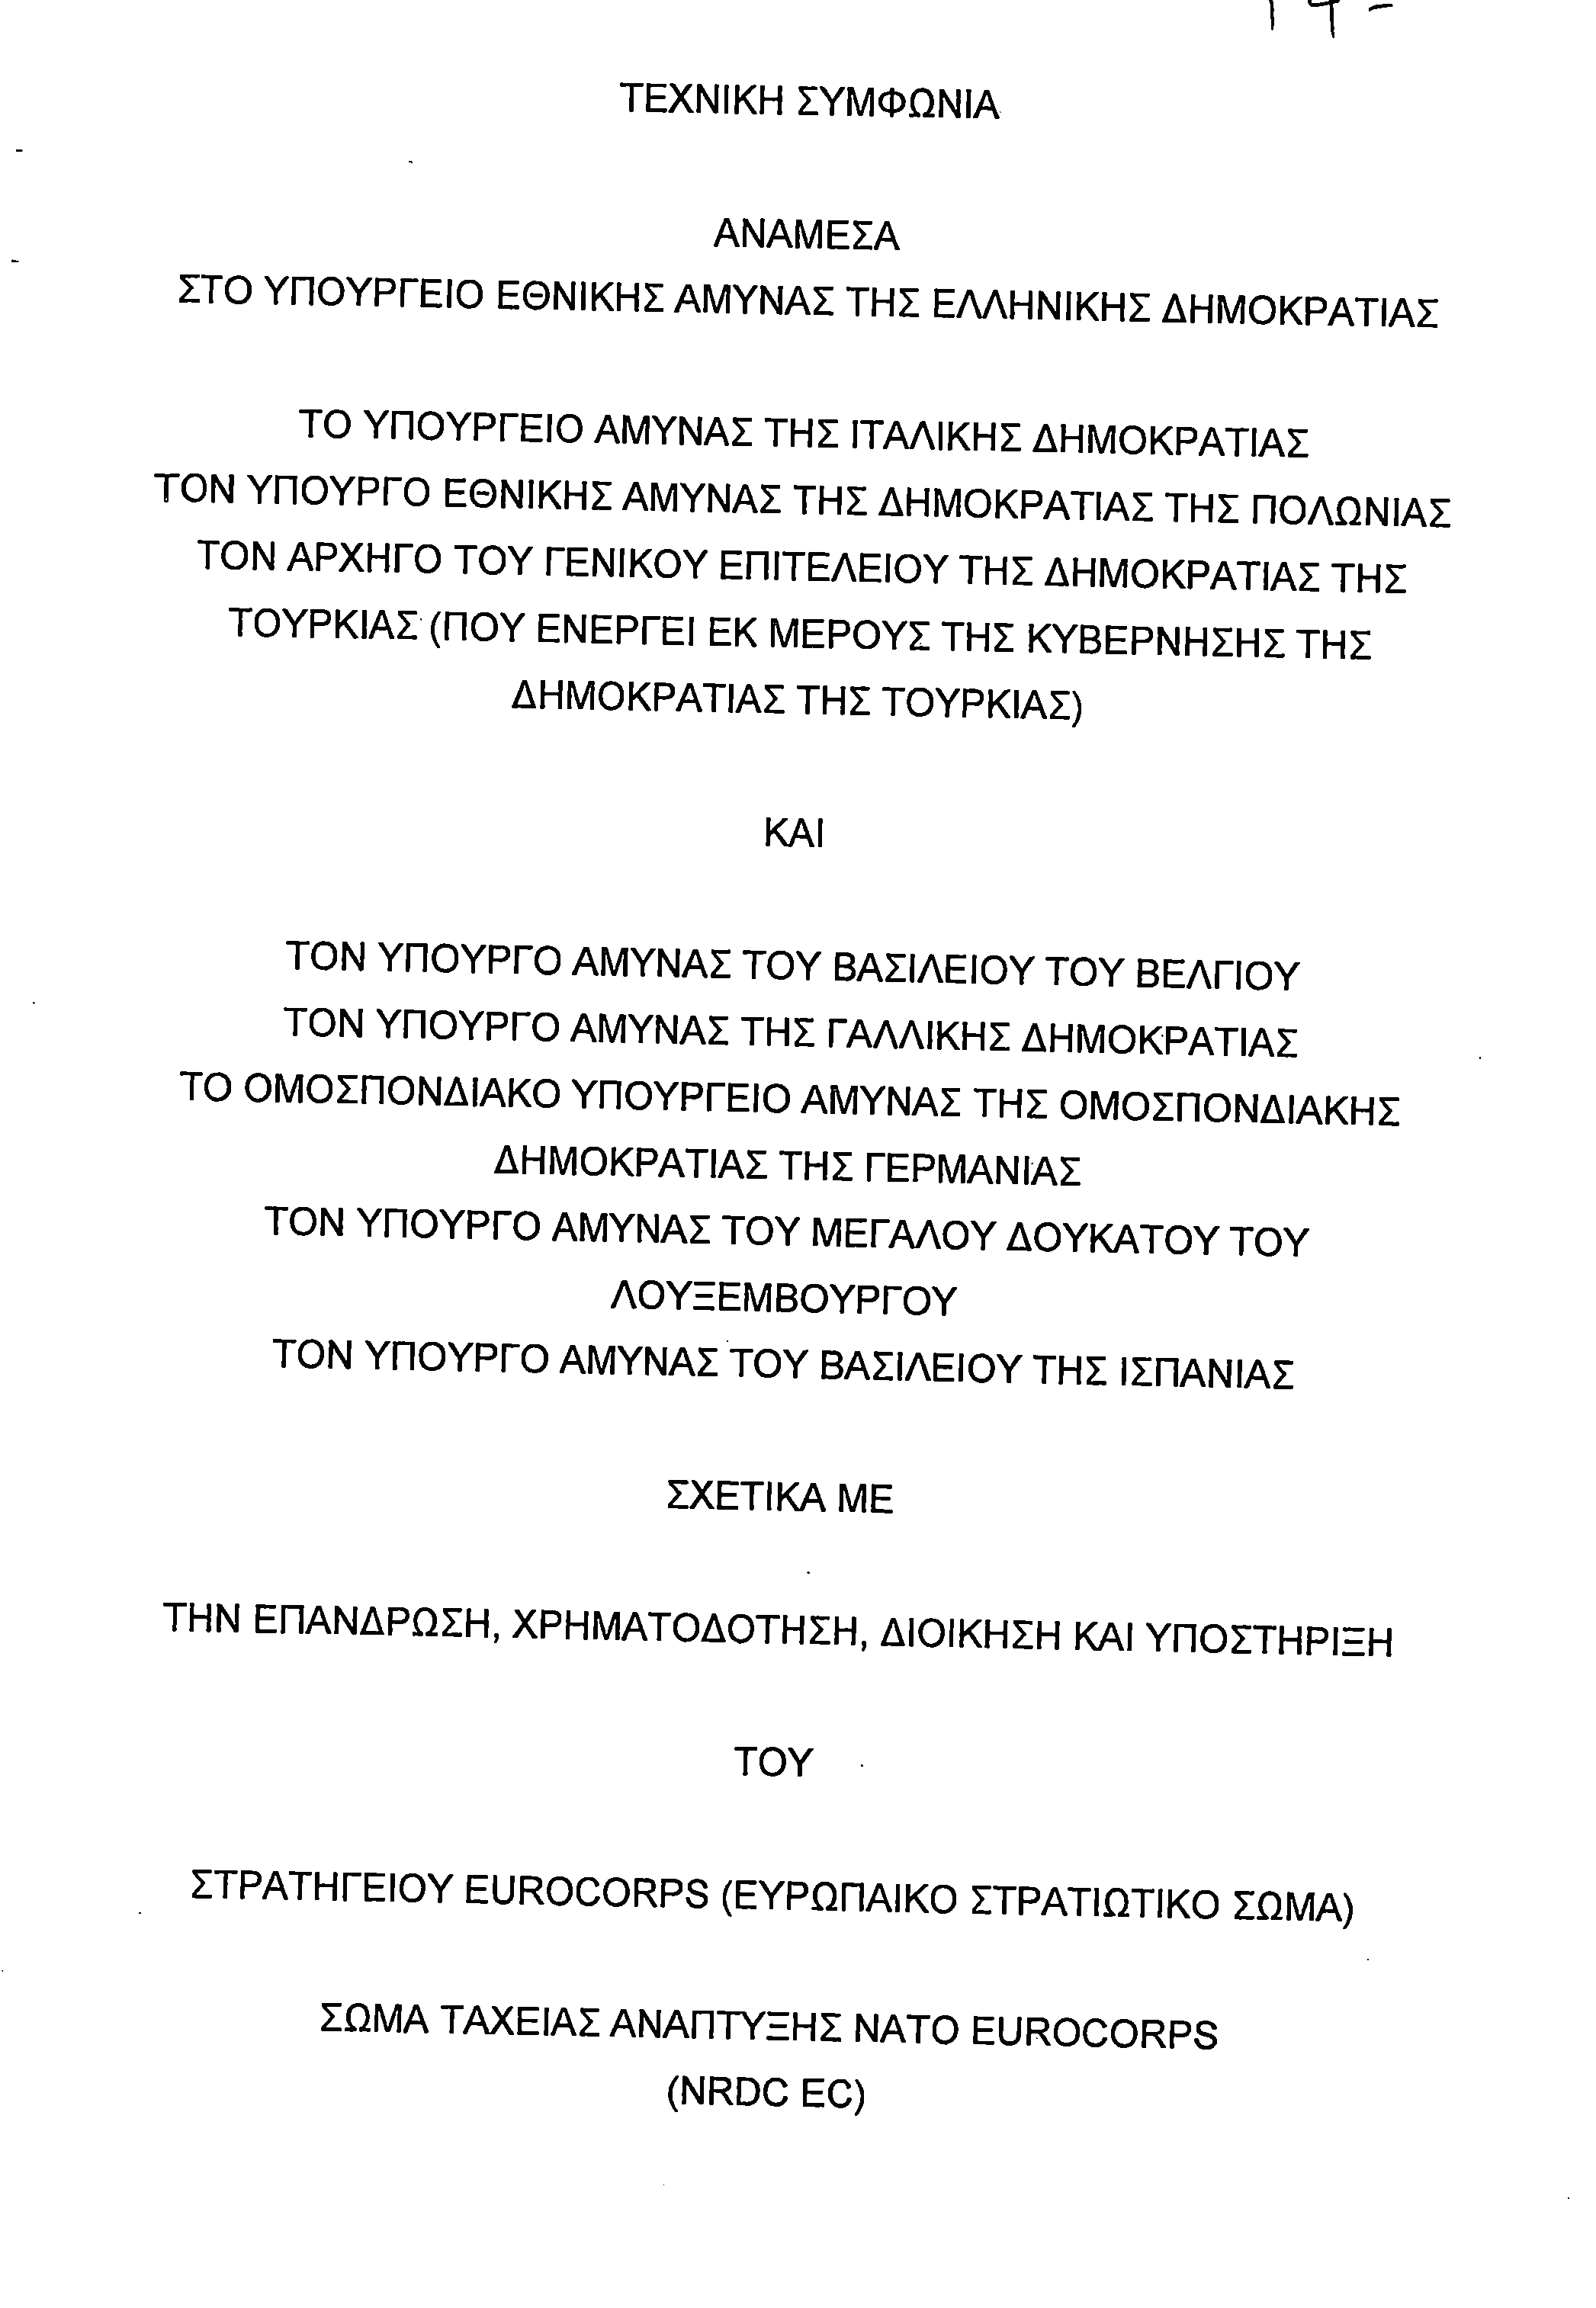 ΤΕΧΝΙΚΗ ΣΥΜΦΩΝΙΑ
ΑΝΑΜΕΣΑ
ΣΤΟ ΥΠΟΥΡΓΕΙΟ ΕΘΝΙΚΗΣ ΑΜΥΝΑΣ ΤΗΣ ΕΛΛΗΝΙΚΗΣ ΔΗΜΟΚΡΑΤΙΑΣ
ΤΟ ΥΠΟΥΡΓΕΙΟ ΑΜΥΝΑΣ ΤΗΣ ΙΤΑΛΙΚΗΣ ΔΗΜΟΚΡΑΤΙΑΣ
ΤΟΝ ΥΠΟΥΡΓΟ ΕΘΝΙΚΗΣ ΑΜΥΝΑΣ ΤΗΣ ΔΗΜΟΚΡΑΤΙΑΣ ΤΗΣ ΠΟΛΩΝΙΑΣ
ΤΟΝ ΑΡΧΗΓΟ ΤΟΥ ΓΕΝΙΚΟΥ ΕΠΙΤΕΛΕΙΟΥ ΤΗΣ ΔΗΜΟΚΡΑΤΙΑΣ ΤΗΣ
ΤΟΥΡΚΙΑΣ (ΠΟΥ ΕΝΕΡΓΕΙ ΕΚ ΜΕΡΟΥΣ ΤΗΣ ΚΥΒΕΡΝΗΣΗΣ ΤΗΣ
ΔΗΜΟΚΡΑΤΙΑΣ ΤΗΣ ΤΟΥΡΚΙΑΣ)
ΚΑΙ
ΤΟΝ ΥΠΟΥΡΓΟ ΑΜΥΝΑΣ ΤΟΥ ΒΑΣΙΛΕΙΟΥ ΤΟΥ ΒΕΛΓΙΟΥ
ΤΟΝ ΥΠΟΥΡΓΟ ΑΜΥΝΑΣ ΤΗΣ ΓΑΛΛΙΚΗΣ ΔΗΜΟΚΡΑΤΙΑΣ
ΤΟ ΟΜΟΣΠΟΝΔΙΑΚΟ ΥΠΟΥΡΓΕΙΟ ΑΜΥΝΑΣ ΤΗΣ ΟΜΟΣΠΟΝΔΙΑΚΗΣ
ΔΗΜΟΚΡΑΤΙΑΣ ΤΗΣ ΓΕΡΜΑΝΙΑΣ
ΤΟΝ ΥΠΟΥΡΓΟ ΑΜΥΝΑΣ ΤΟΥ ΜΕΓΑΛΟΥ ΔΟΥΚΑΤΟΥ ΤΟΥ
ΛΟΥΞΕΜΒΟΥΡΓΟΥ
ΤΟΝ ΥΠΟΥΡΓΟ ΑΜΥΝΑΣ ΤΟΥ ΒΑΣΙΛΕΙΟΥ ΤΗΣ ΙΣΠΑΝΙΑΣ
ΣΧΕΤΙΚΑ ΜΕ
ΤΗΝ ΕΠΑΝΔΡΩΣΗ, ΧΡΗΜΑΤΟΔΟΤΗΣΗ, ΔΙΟΙΚΗΣΗ ΚΑΙ ΥΠΟΣΤΗΡΙΞΗ
ΤΟΥ
ΣΤΡΑΤΗΓΕΙΟΥ EUROCORPS (ΕΥΡΩΠΑΙΚΟ ΣΤΡΑΤΙΩΤΙΚΟ ΣΩΜΑ)
ΣΩΜΑ ΤΑΧΕΙΑΣ ΑΝΑΠΤΥΞΗΣ ΝΑΤΟ EUROCORPS
(NRDC EC)